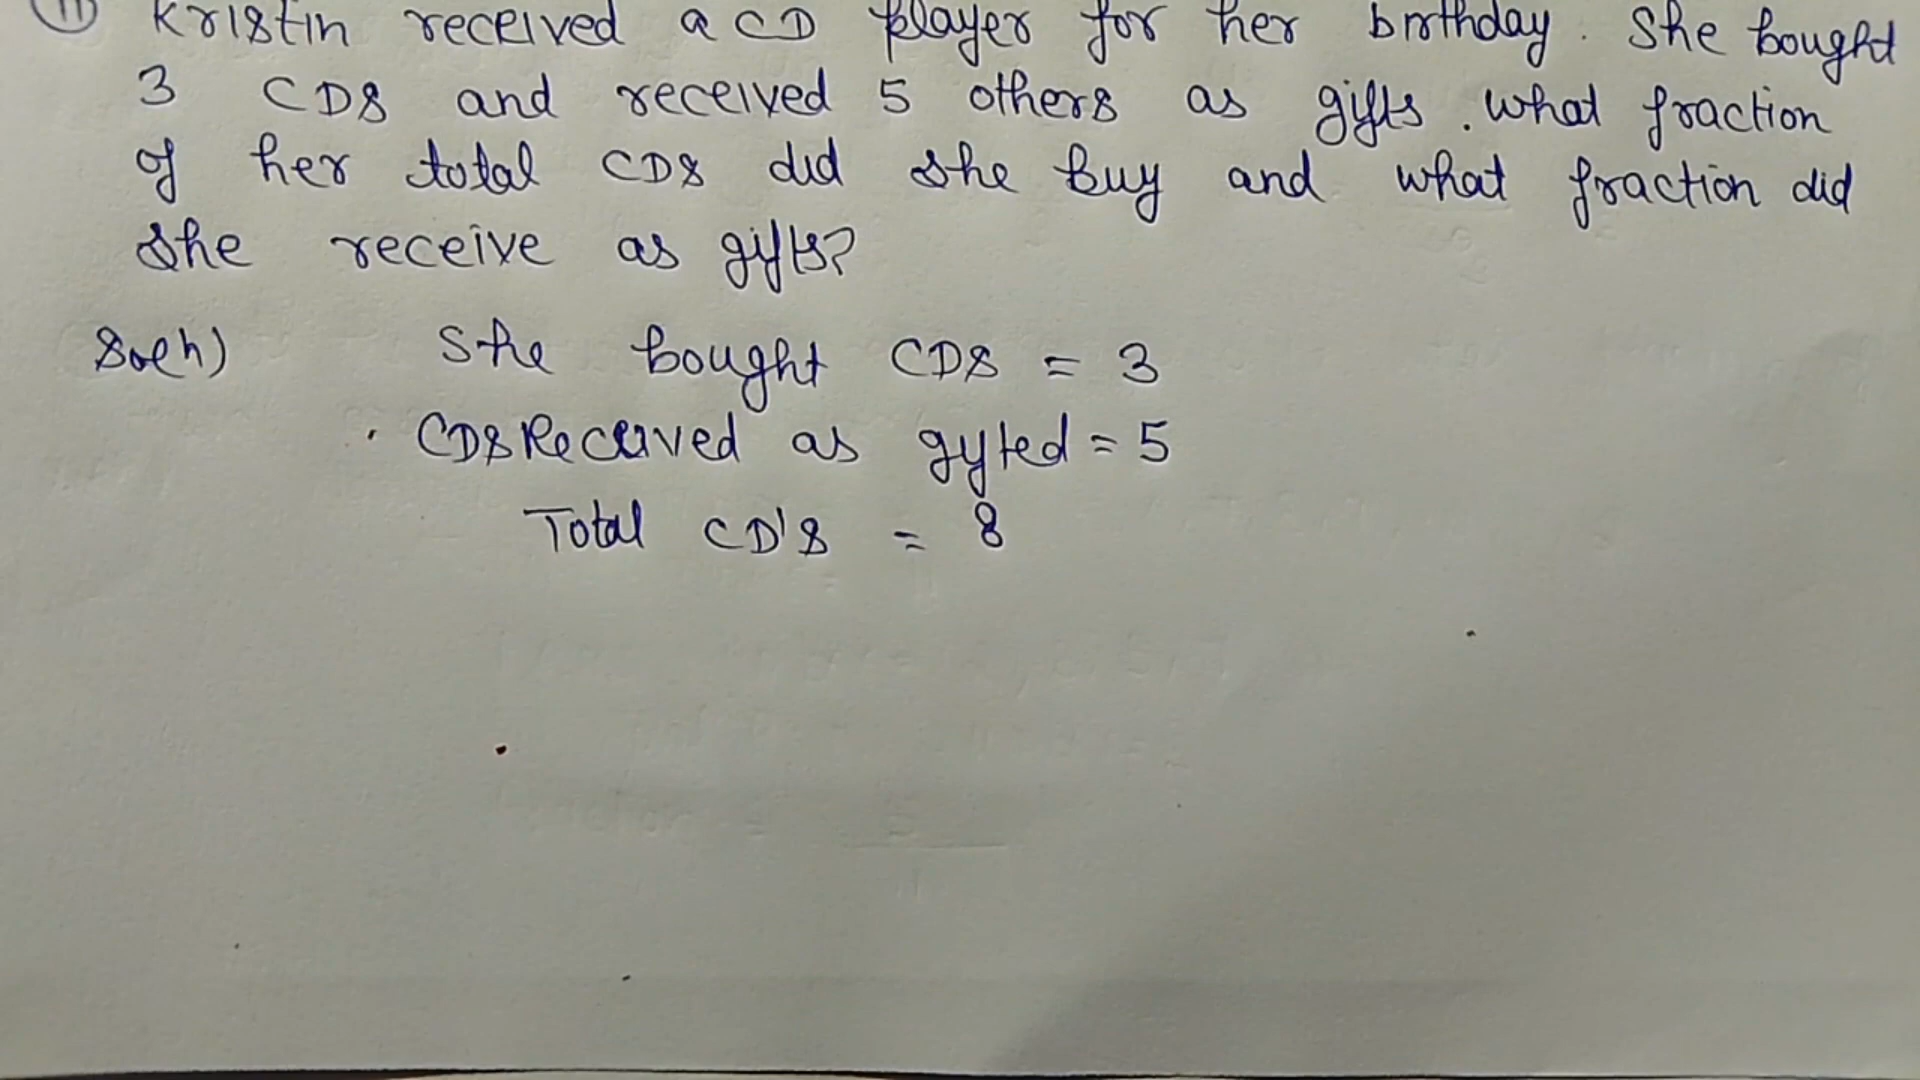 11 Kristin received a CD player for her birthday. She bought
3 CDs and received 5 others as gifts. what fraction
of her total CDs did she buy and what fraction did
she receive as gifts?
Soln) She bought CDs = 3
CDs Received as gifted = 5
Total CD's = 8